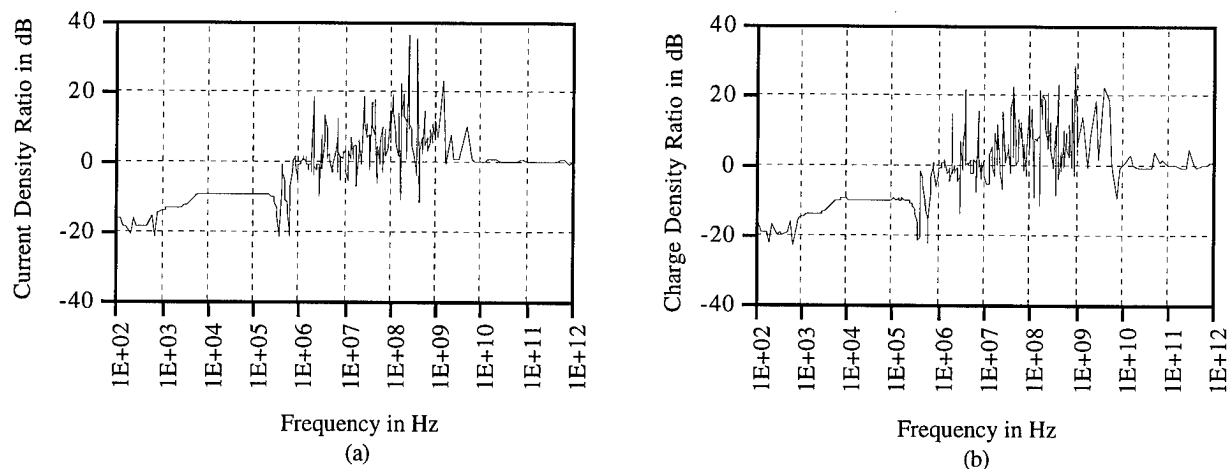 Current Density Ratio in dB
40
20
0
-20
-40
1E+02
1E+03
1E+04
1E+05
1E+06
1E+07
1E+08
1E+09
1E+10
1E+11
1E+12
Frequency in Hz
(a)
Charge Density Ratio in dB
40
20
0
-20
-40
1E+02
1E+03
1E+04
1E+05
1E+06
1E+07
1E+08
1E+09
1E+10
1E+11
1E+12
Frequency in Hz
(b)